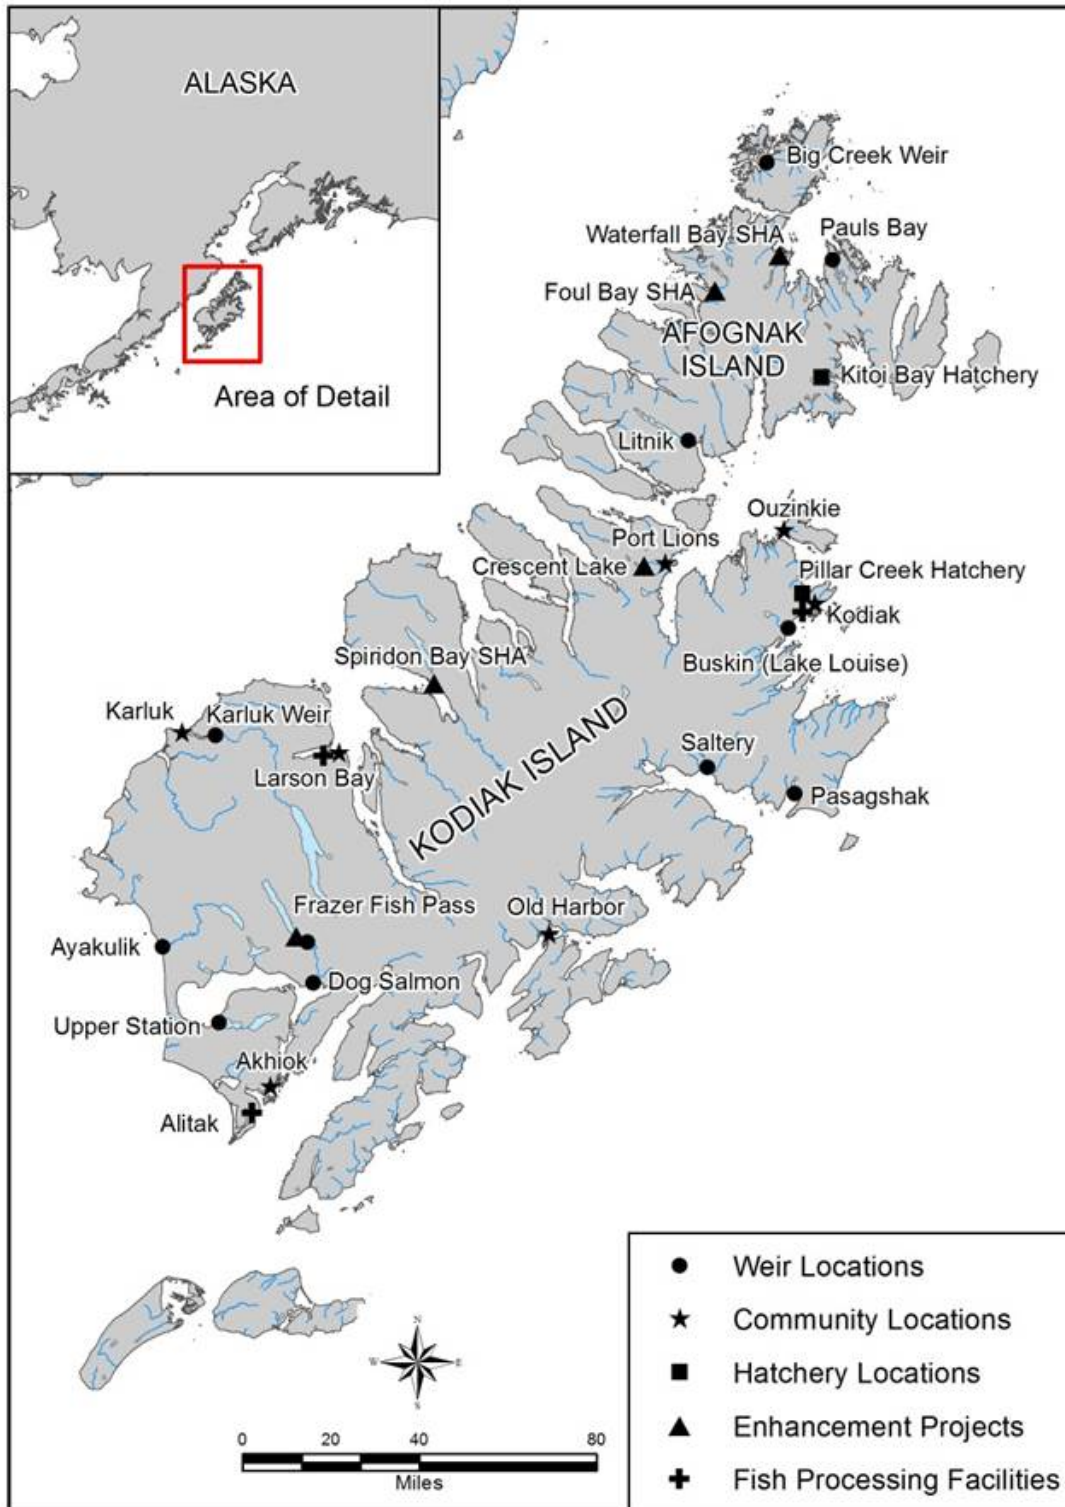 ALASKA
Area of Detail
Big Creek Weir
Waterfall Bay SHA
Pauls Bay
Foul Bay SHA
AFOGNAK
ISLAND
Kitoi Bay Hatchery
Litnik
Ouzinkie
Port Lions
Crescent Lake
Pillar Creek Hatchery
Kodiak
Buskin (Lake Louise)
Spiridon Bay SHA
Karluk
Karluk Weir
Larson Bay
KODIAK ISLAND
Saltery
Pasagshak
Frazer Fish Pass
Old Harbor
Ayakulik
Dog Salmon
Upper Station
Akhiok
Alitak
N
W
E
S
0 20 40 80
Miles
Weir Locations
Community Locations
Hatchery Locations
Enhancement Projects
Fish Processing Facilities